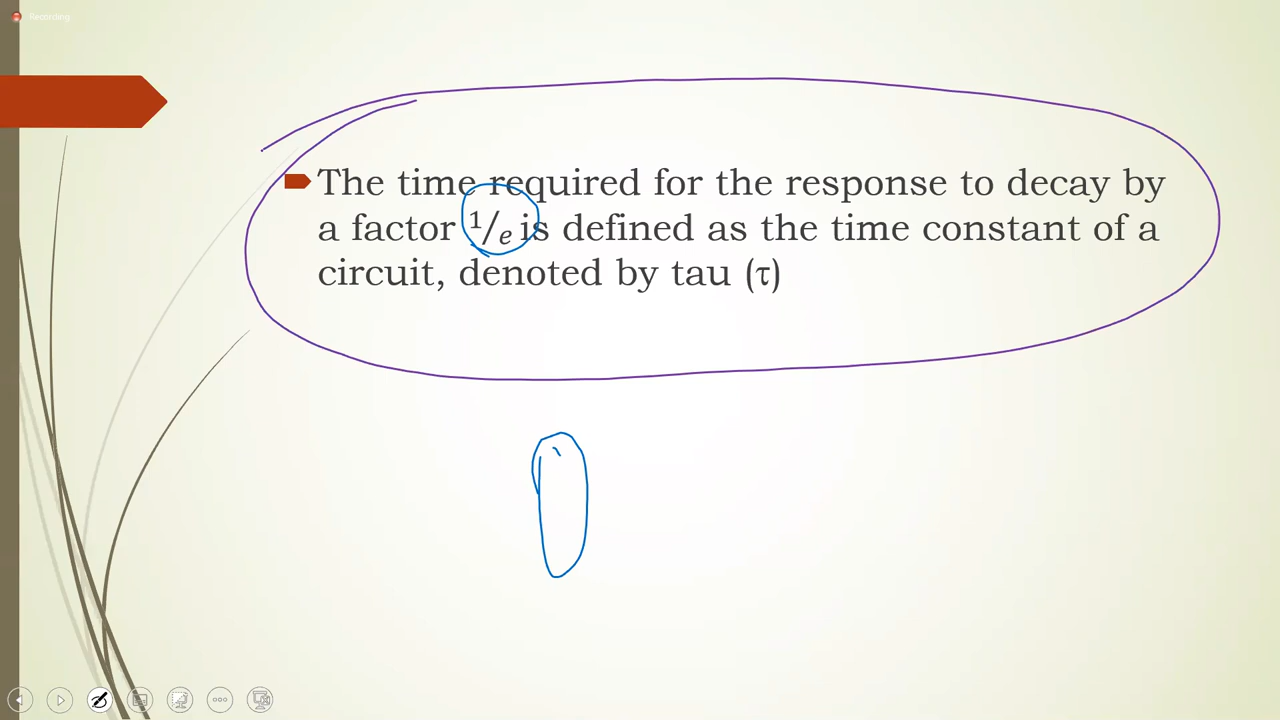 Recording
The time required for the response to decay by
a factor 1/e is defined as the time constant of a
circuit, denoted by tau (τ)